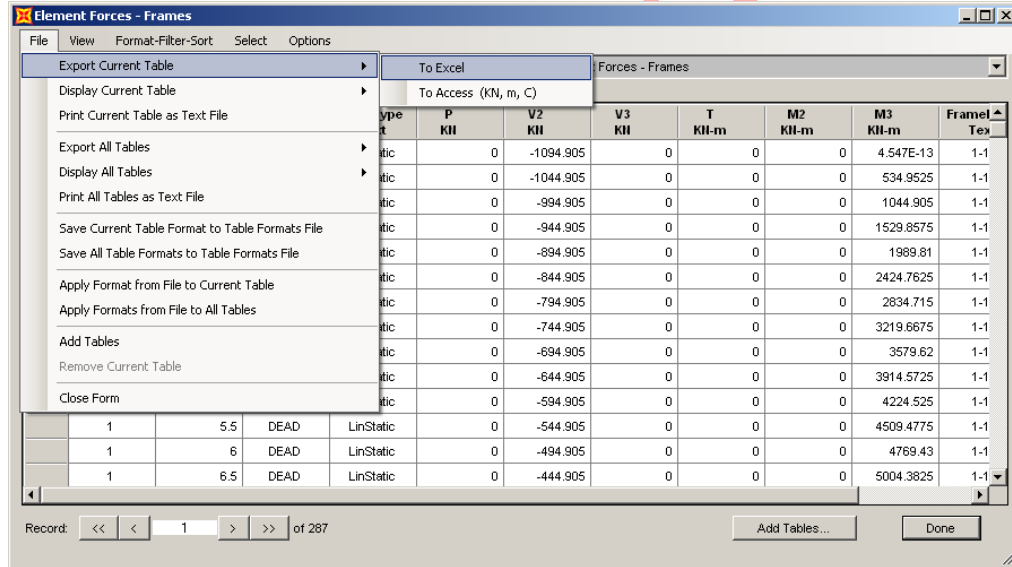 Element Forces - Frames
File View Format-Filter-Sort Select Options
Export Current Table
Display Current Table
Print Current Table as Text File
Export All Tables
Display All Tables
Print All Tables as Text File
Save Current Table Format to Table Formats File
Save All Table Formats to Table Formats File
Apply Format from File to Current Table
Apply Formats from File to All Tables
Add Tables
Remove Current Table
Close Form
To Excel
To Access (KN, m, C)
Forces - Frames
P V2 V3 T M2 M3
KN KN KN KN-m KN-m KN-m
0 -1094.905 0 0 0 4.547E-13 1-1
0 -1044.905 0 0 0 534.9525 1-1
0 -994.905 0 0 0 1044.905 1-1
0 -944.905 0 0 0 1529.8575 1-1
0 -894.905 0 0 0 1989.81 1-1
0 -844.905 0 0 0 2424.7625 1-1
0 -794.905 0 0 0 2834.715 1-1
0 -744.905 0 0 0 3219.6675 1-1
0 -694.905 0 0 0 3579.62 1-1
0 -644.905 0 0 0 3914.5725 1-1
0 -594.905 0 0 0 4224.525 1-1
1 5.5 DEAD LinStatic 0 -544.905 0 0 0 4509.4775 1-1
1 6 DEAD LinStatic 0 -494.905 0 0 0 4769.43 1-1
1 6.5 DEAD LinStatic 0 -444.905 0 0 0 5004.3825 1-1
Record: << < 1 > >> of 287
Add Tables... Done